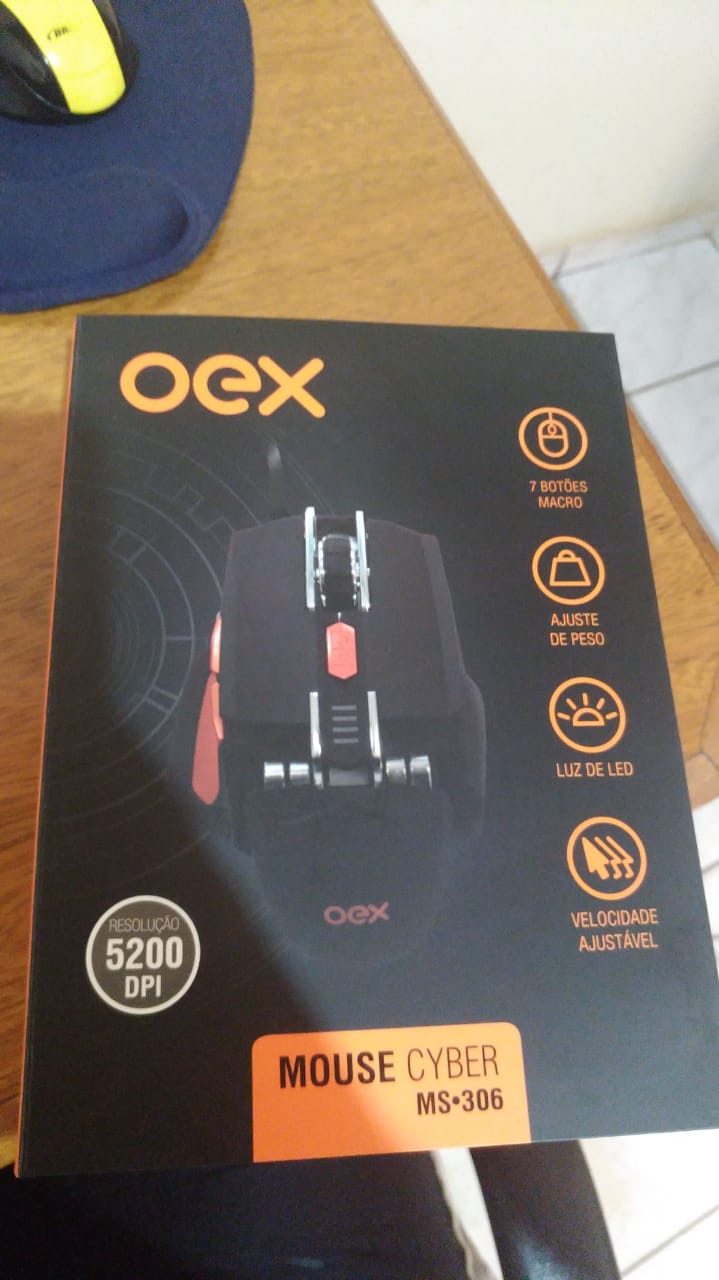 oex
7 BOTÕES
MACRO
AJUSTE
DE PESO
LUZ DE LED
VELOCIDADE
AJUSTÁVEL
oex
RESOLUÇÃO
5200
DPI
MOUSE CYBER
MS•306